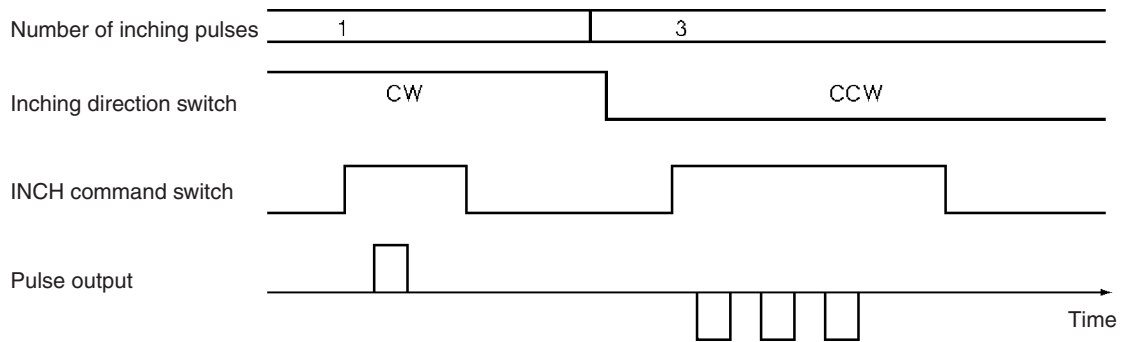 Number of inching pulses 1 3
Inching direction switch CW CCW
INCH command switch
Pulse output
Time